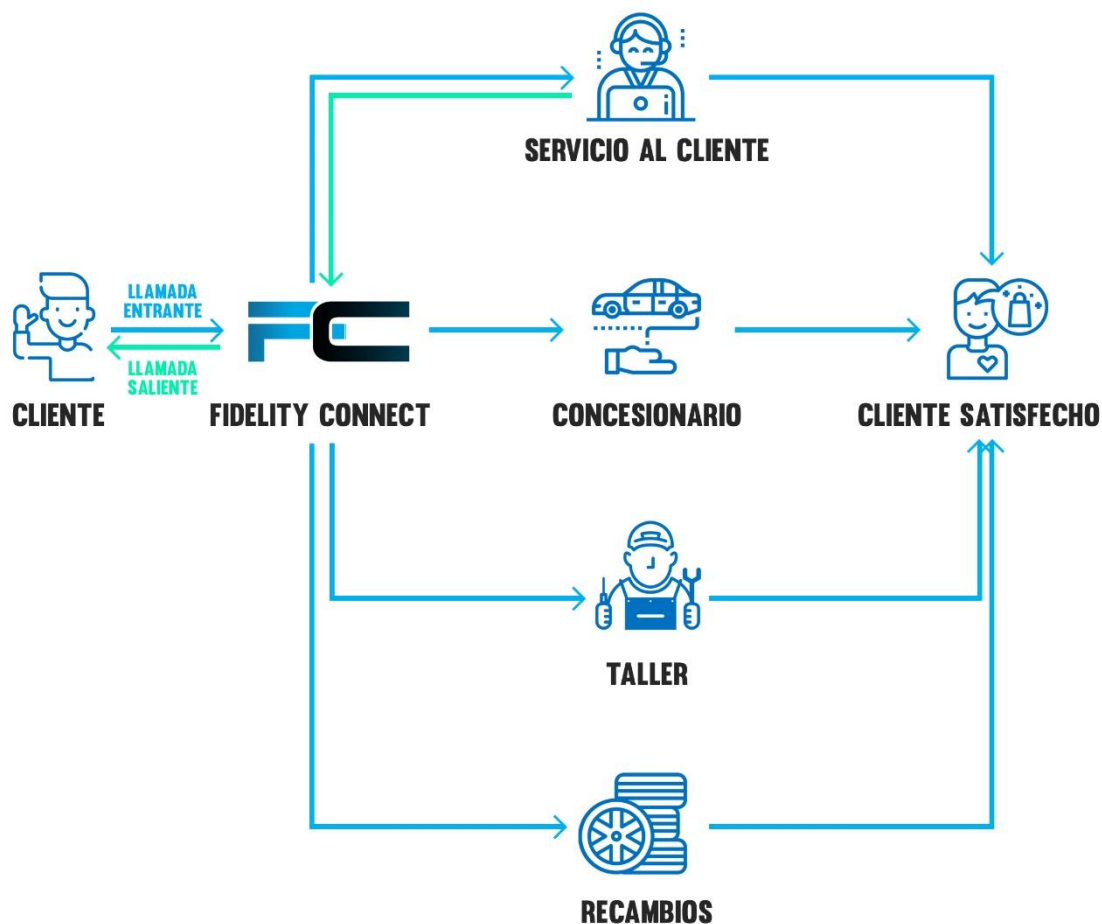 SERVICIO AL CLIENTE
LLAMADA
ENTRANTE
LLAMADA
SALIENTE
FC
CLIENTE
FIDELITY CONNECT
CONCESIONARIO
CLIENTE SATISFECHO
TALLER
RECAMBIOS